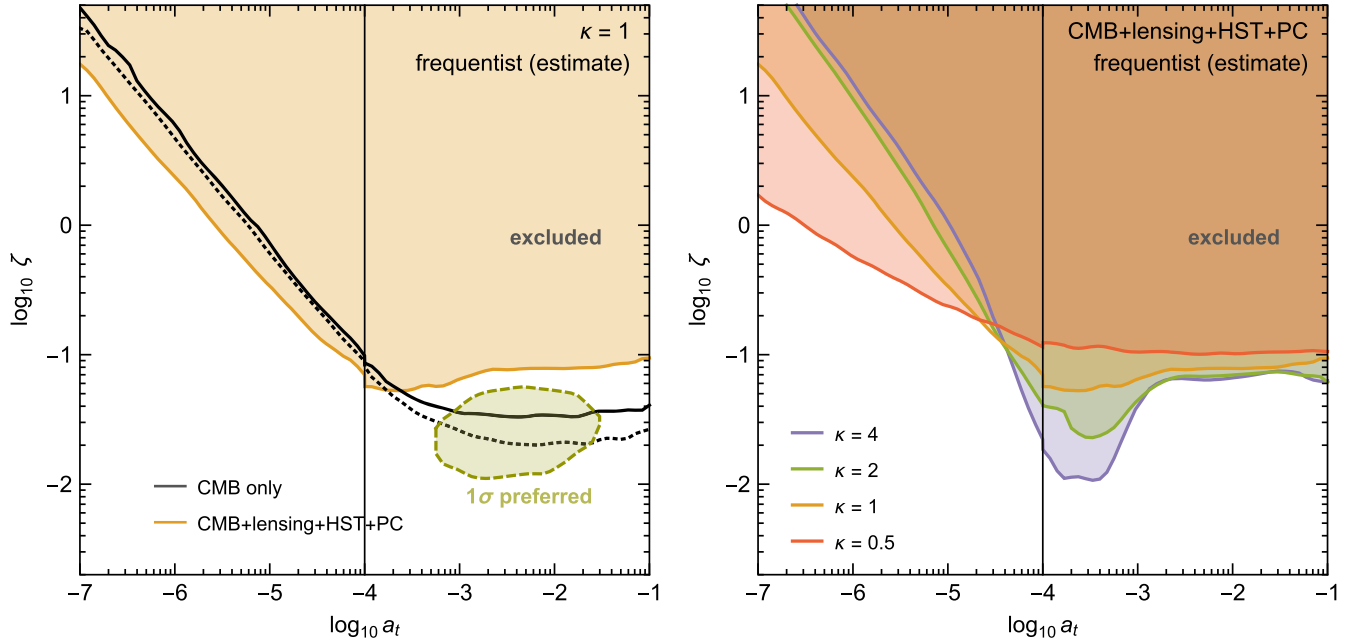 κ = 1
frequentist (estimate)
excluded
1σ preferred
CMB only
CMB+lensing+HST+PC
log₁₀ ζ
1
0
−1
−2
−7
−6
−5
−4
−3
−2
−1
log₁₀ aₜ
CMB+lensing+HST+PC
frequentist (estimate)
excluded
κ = 4
κ = 2
κ = 1
κ = 0.5
log₁₀ ζ
1
0
−1
−2
−7
−6
−5
−4
−3
−2
−1
log₁₀ aₜ